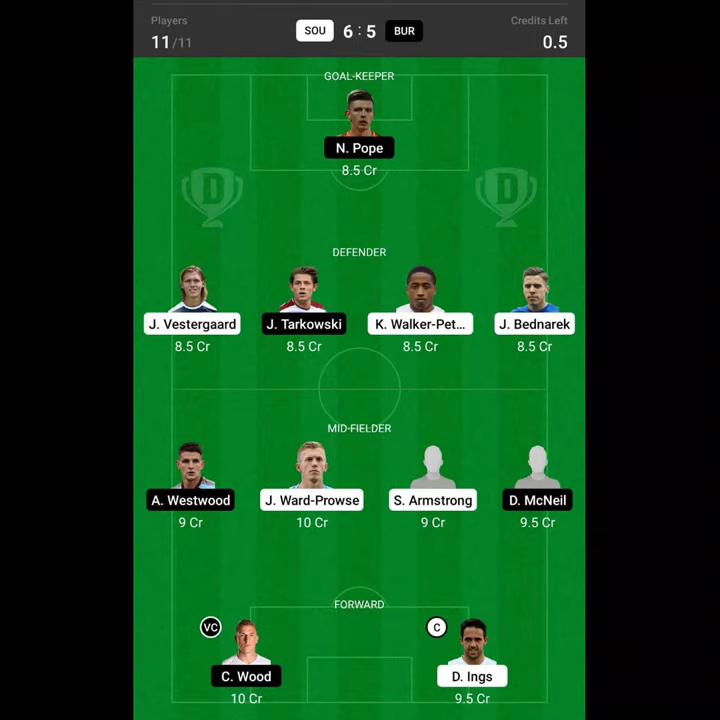 Players
Credits Left
11/11
SOU 6 : 5 BUR
0.5
GOAL-KEEPER
N. Pope
8.5 Cr
D
D
DEFENDER
J. Vestergaard
J. Tarkowski
K. Walker-Pet...
J. Bednarek
8.5 Cr
8.5 Cr
8.5 Cr
8.5 Cr
MID-FIELDER
A. Westwood
J. Ward-Prowse
S. Armstrong
D. McNeil
9 Cr
10 Cr
9 Cr
9.5 Cr
FORWARD
VC
C
C. Wood
D. Ings
10 Cr
9.5 Cr